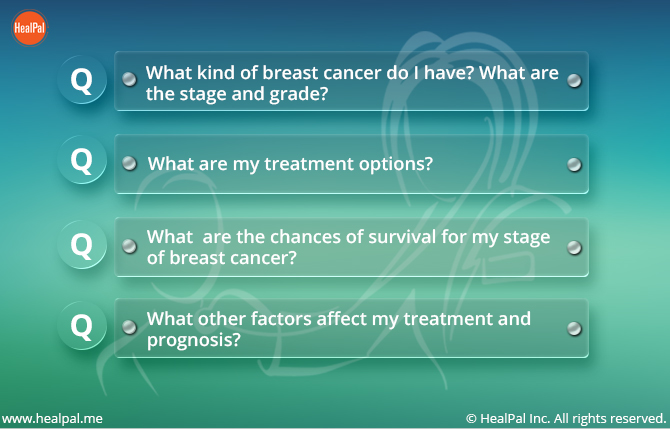 HealPal
Q
What kind of breast cancer do I have? What are
the stage and grade?
Q
What are my treatment options?
Q
What are the chances of survival for my stage
of breast cancer?
Q
What other factors affect my treatment and
prognosis?
www.healpal.me
© HealPal Inc. All rights reserved.